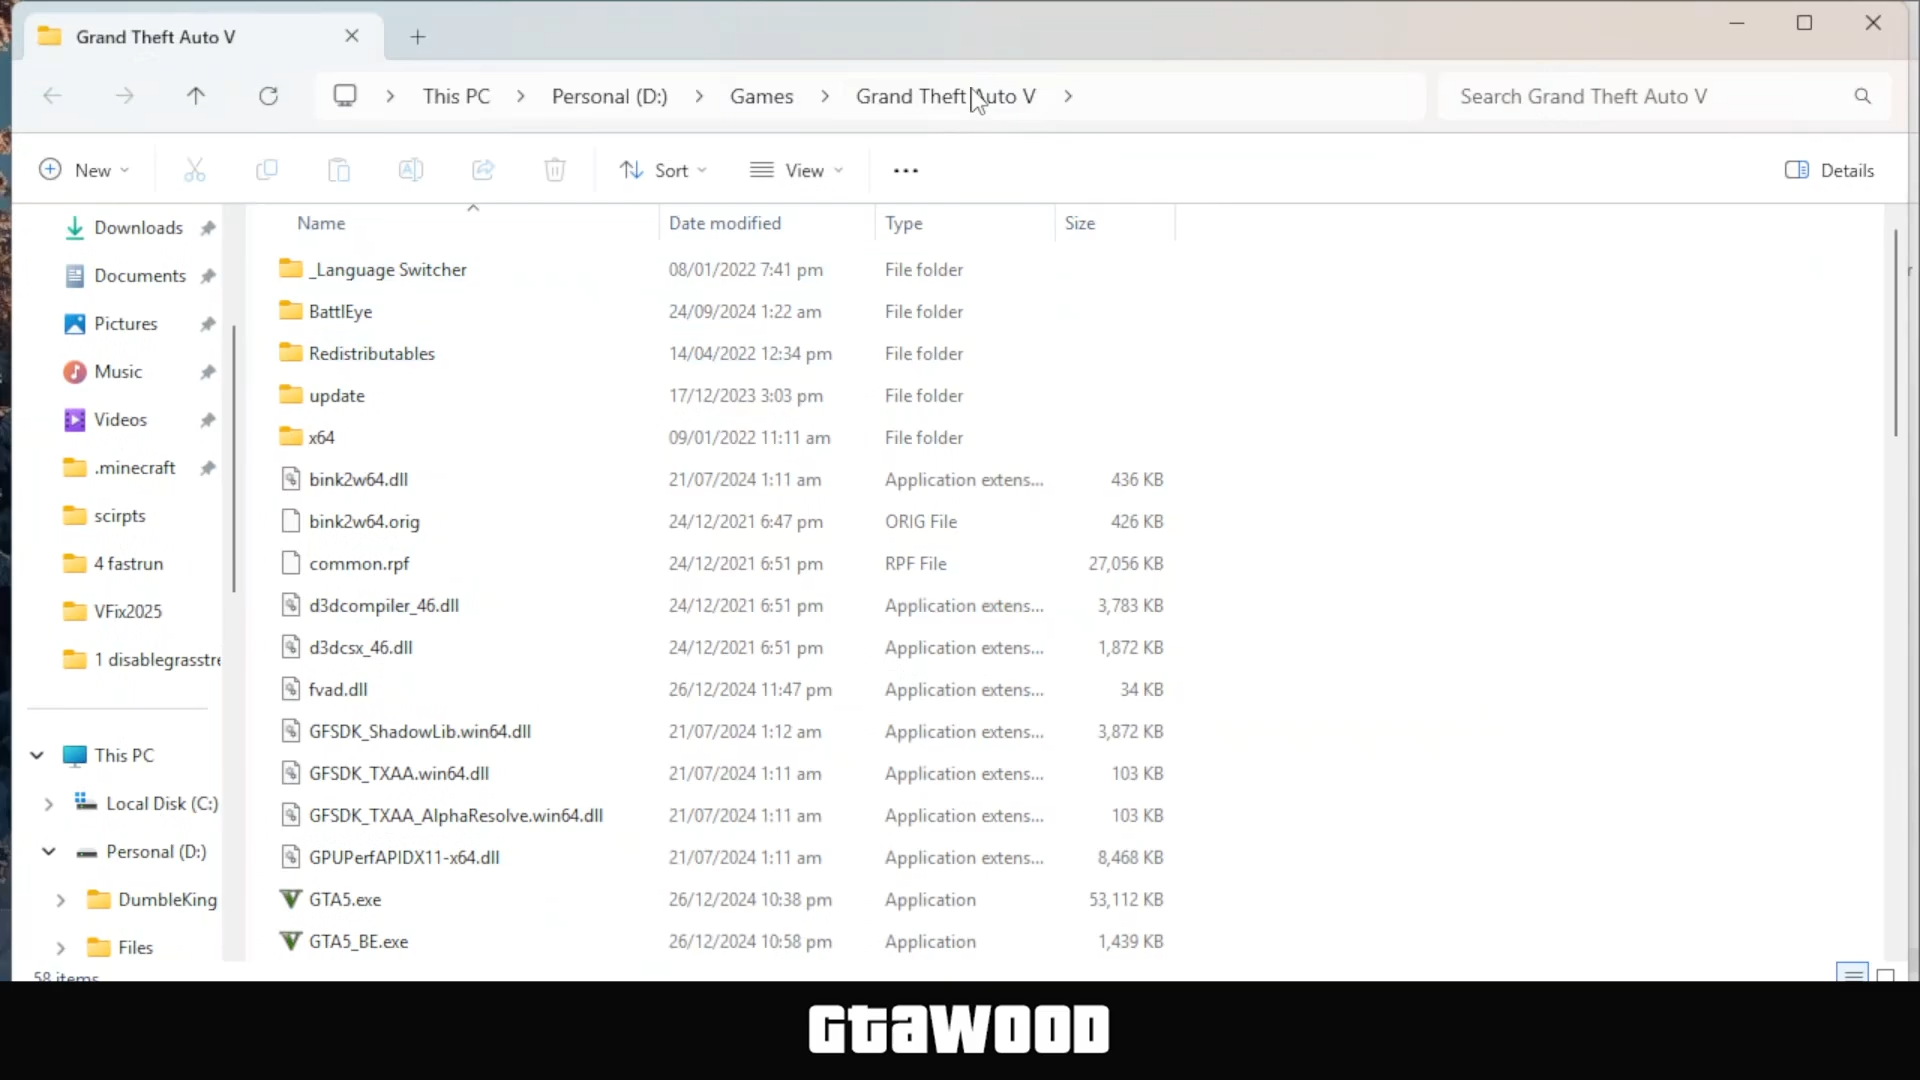 Grand Theft Auto V
This PC > Personal (D:) > Games > Grand Theft Auto V >
Search Grand Theft Auto V
New
Sort
View
Details
Downloads
Documents
Pictures
Music
Videos
.minecraft
scirpts
4 fastrun
VFix2025
1 disablegrasstre
This PC
Local Disk (C:)
Personal (D:)
DumbleKing
Files
Name Date modified Type Size
_Language Switcher 08/01/2022 7:41 pm File folder
BattlEye 24/09/2024 1:22 am File folder
Redistributables 14/04/2022 12:34 pm File folder
update 17/12/2023 3:03 pm File folder
x64 09/01/2022 11:11 am File folder
bink2w64.dll 21/07/2024 1:11 am Application extens... 436 KB
bink2w64.orig 24/12/2021 6:47 pm ORIG File 426 KB
common.rpf 24/12/2021 6:51 pm RPF File 27,056 KB
d3dcompiler_46.dll 24/12/2021 6:51 pm Application extens... 3,783 KB
d3dcsx_46.dll 24/12/2021 6:51 pm Application extens... 1,872 KB
fvad.dll 26/12/2024 11:47 pm Application extens... 34 KB
GFSDK_ShadowLib.win64.dll 21/07/2024 1:12 am Application extens... 3,872 KB
GFSDK_TXAA.win64.dll 21/07/2024 1:11 am Application extens... 103 KB
GFSDK_TXAA_AlphaResolve.win64.dll 21/07/2024 1:11 am Application extens... 103 KB
GPUPerfAPIDX11-x64.dll 21/07/2024 1:11 am Application extens... 8,468 KB
GTA5.exe 26/12/2024 10:38 pm Application 53,112 KB
GTA5_BE.exe 26/12/2024 10:58 pm Application 1,439 KB
58 items
GtaWOOD